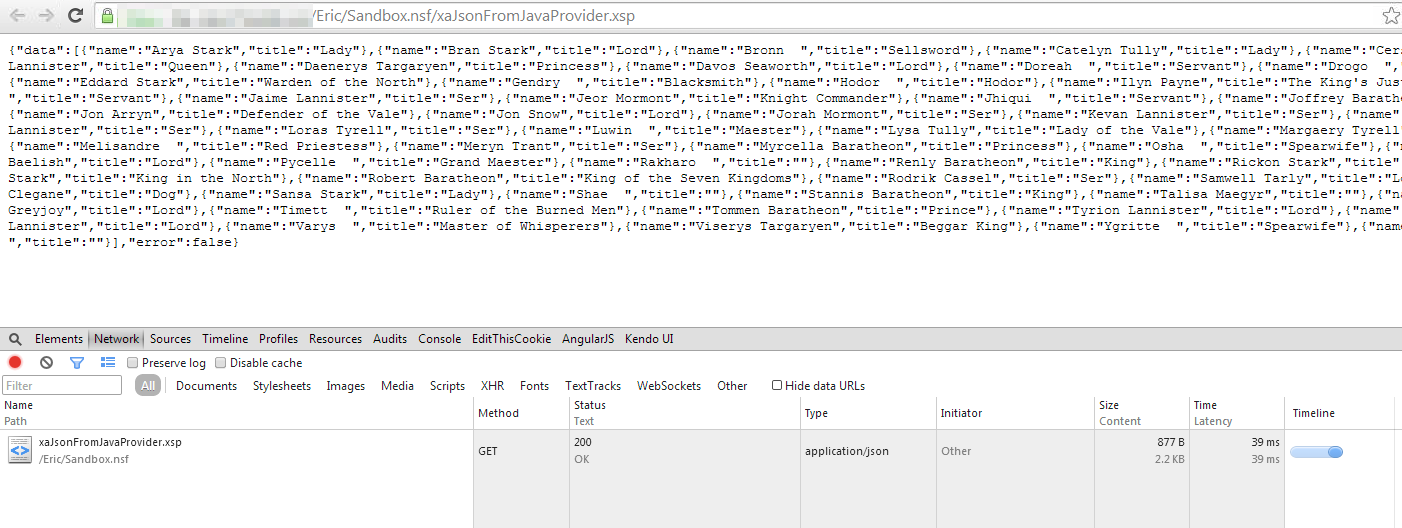 /Eric/Sandbox.nsf/xaJsonFromJavaProvider.xsp
{"data":[{"name":"Arya Stark","title":"Lady"},{"name":"Bran Stark","title":"Lord"},{"name":"Bronn  ","title":"Sellsword"},{"name":"Catelyn Tully","title":"Lady"},{"name":"Cers
Lannister","title":"Queen"},{"name":"Daenerys Targaryen","title":"Princess"},{"name":"Davos Seaworth","title":"Lord"},{"name":"Doreah  ","title":"Servant"},{"name":"Drogo  ",
{"name":"Eddard Stark","title":"Warden of the North"},{"name":"Gendry  ","title":"Blacksmith"},{"name":"Hodor  ","title":"Hodor"},{"name":"Ilyn Payne","title":"The King's Just
","title":"Servant"},{"name":"Jaime Lannister","title":"Ser"},{"name":"Jeor Mormont","title":"Knight Commander"},{"name":"Jhiqui  ","title":"Servant"},{"name":"Joffrey Barathe
{"name":"Jon Arryn","title":"Defender of the Vale"},{"name":"Jon Snow","title":"Lord"},{"name":"Jorah Mormont","title":"Ser"},{"name":"Kevan Lannister","title":"Ser"},{"name":
Lannister","title":"Ser"},{"name":"Loras Tyrell","title":"Ser"},{"name":"Luwin  ","title":"Maester"},{"name":"Lysa Tully","title":"Lady of the Vale"},{"name":"Margaery Tyrell"
{"name":"Melisandre  ","title":"Red Priestess"},{"name":"Meryn Trant","title":"Ser"},{"name":"Myrcella Baratheon","title":"Princess"},{"name":"Osha  ","title":"Spearwife"},{"n
Baelish","title":"Lord"},{"name":"Pycelle  ","title":"Grand Maester"},{"name":"Rakharo  ","title":""},{"name":"Renly Baratheon","title":"King"},{"name":"Rickon Stark","title":
Stark","title":"King in the North"},{"name":"Robert Baratheon","title":"King of the Seven Kingdoms"},{"name":"Rodrik Cassel","title":"Ser"},{"name":"Samwell Tarly","title":"Lo
Clegane","title":"Dog"},{"name":"Sansa Stark","title":"Lady"},{"name":"Shae  ","title":""},{"name":"Stannis Baratheon","title":"King"},{"name":"Talisa Maegyr","title":""},{"na
Greyjoy","title":"Lord"},{"name":"Timett  ","title":"Ruler of the Burned Men"},{"name":"Tommen Baratheon","title":"Prince"},{"name":"Tyrion Lannister","title":"Lord"},{"name":
Lannister","title":"Lord"},{"name":"Varys  ","title":"Master of Whisperers"},{"name":"Viserys Targaryen","title":"Beggar King"},{"name":"Ygritte  ","title":"Spearwife"},{"name
","title":""}],"error":false}
Elements Network Sources Timeline Profiles Resources Audits Console EditThisCookie AngularJS Kendo UI
Preserve log Disable cache
Filter All Documents Stylesheets Images Media Scripts XHR Fonts TextTracks WebSockets Other Hide data URLs
Name Method Status Type Initiator Size Time Timeline
Path Text Content Latency
xaJsonFromJavaProvider.xsp GET 200 application/json Other 877 B 39 ms
/Eric/Sandbox.nsf OK 2.2 KB 39 ms